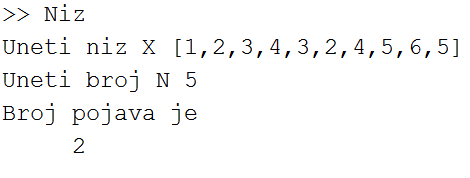 >> Niz
Uneti niz X [1,2,3,4,3,2,4,5,6,5]
Uneti broj N 5
Broj pojava je
2